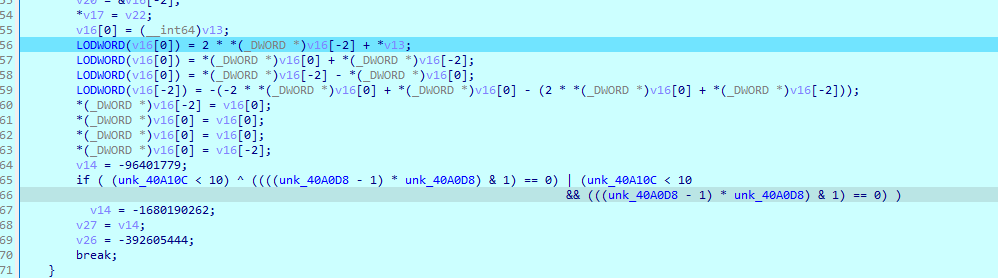 54 v20 = &v16[-2];
54 *v17 = v22;
55 v16[0] = (__int64)v13;
56 LODWORD(v16[0]) = 2 * *(_DWORD *)v16[-2] + *v13;
57 LODWORD(v16[0]) = *(_DWORD *)v16[0] + *(_DWORD *)v16[-2];
58 LODWORD(v16[0]) = *(_DWORD *)v16[-2] - *(_DWORD *)v16[0];
59 LODWORD(v16[-2]) = -(-2 * *(_DWORD *)v16[0] + *(_DWORD *)v16[0] - (2 * *(_DWORD *)v16[0] + *(_DWORD *)v16[-2]));
60 *(_DWORD *)v16[-2] = v16[0];
61 *(_DWORD *)v16[0] = v16[0];
62 *(_DWORD *)v16[0] = v16[0];
63 *(_DWORD *)v16[0] = v16[-2];
64 v14 = -96401779;
65 if ( (unk_40A10C < 10) ^ ((((unk_40A0D8 - 1) * unk_40A0D8) & 1) == 0) | (unk_40A10C < 10
66 && (((unk_40A0D8 - 1) * unk_40A0D8) & 1) == 0) )
67 v14 = -1680190262;
68 v27 = v14;
69 v26 = -392605444;
70 break;
71 }